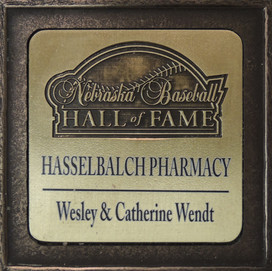 Nebraska Baseball
HALL of FAME
HASSELBALCH PHARMACY
Wesley & Catherine Wendt